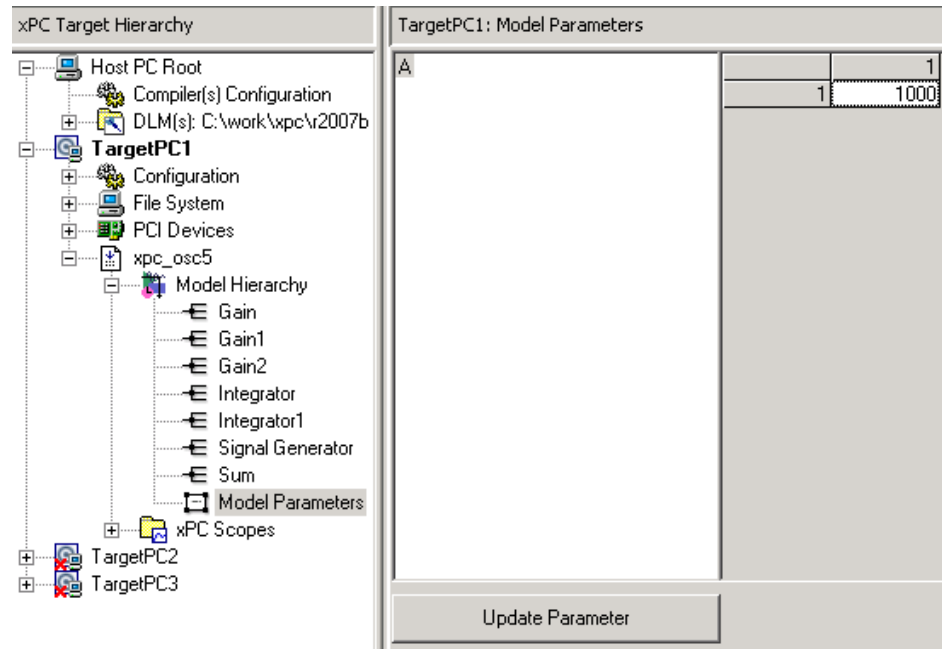 xPC Target Hierarchy
TargetPC1: Model Parameters
Host PC Root
Compiler(s) Configuration
DLM(s): C:\work\xpc\r2007b
TargetPC1
Configuration
File System
PCI Devices
xpc_osc5
Model Hierarchy
Gain
Gain1
Gain2
Integrator
Integrator1
Signal Generator
Sum
Model Parameters
xPC Scopes
TargetPC2
TargetPC3
A
1
1 1000
Update Parameter